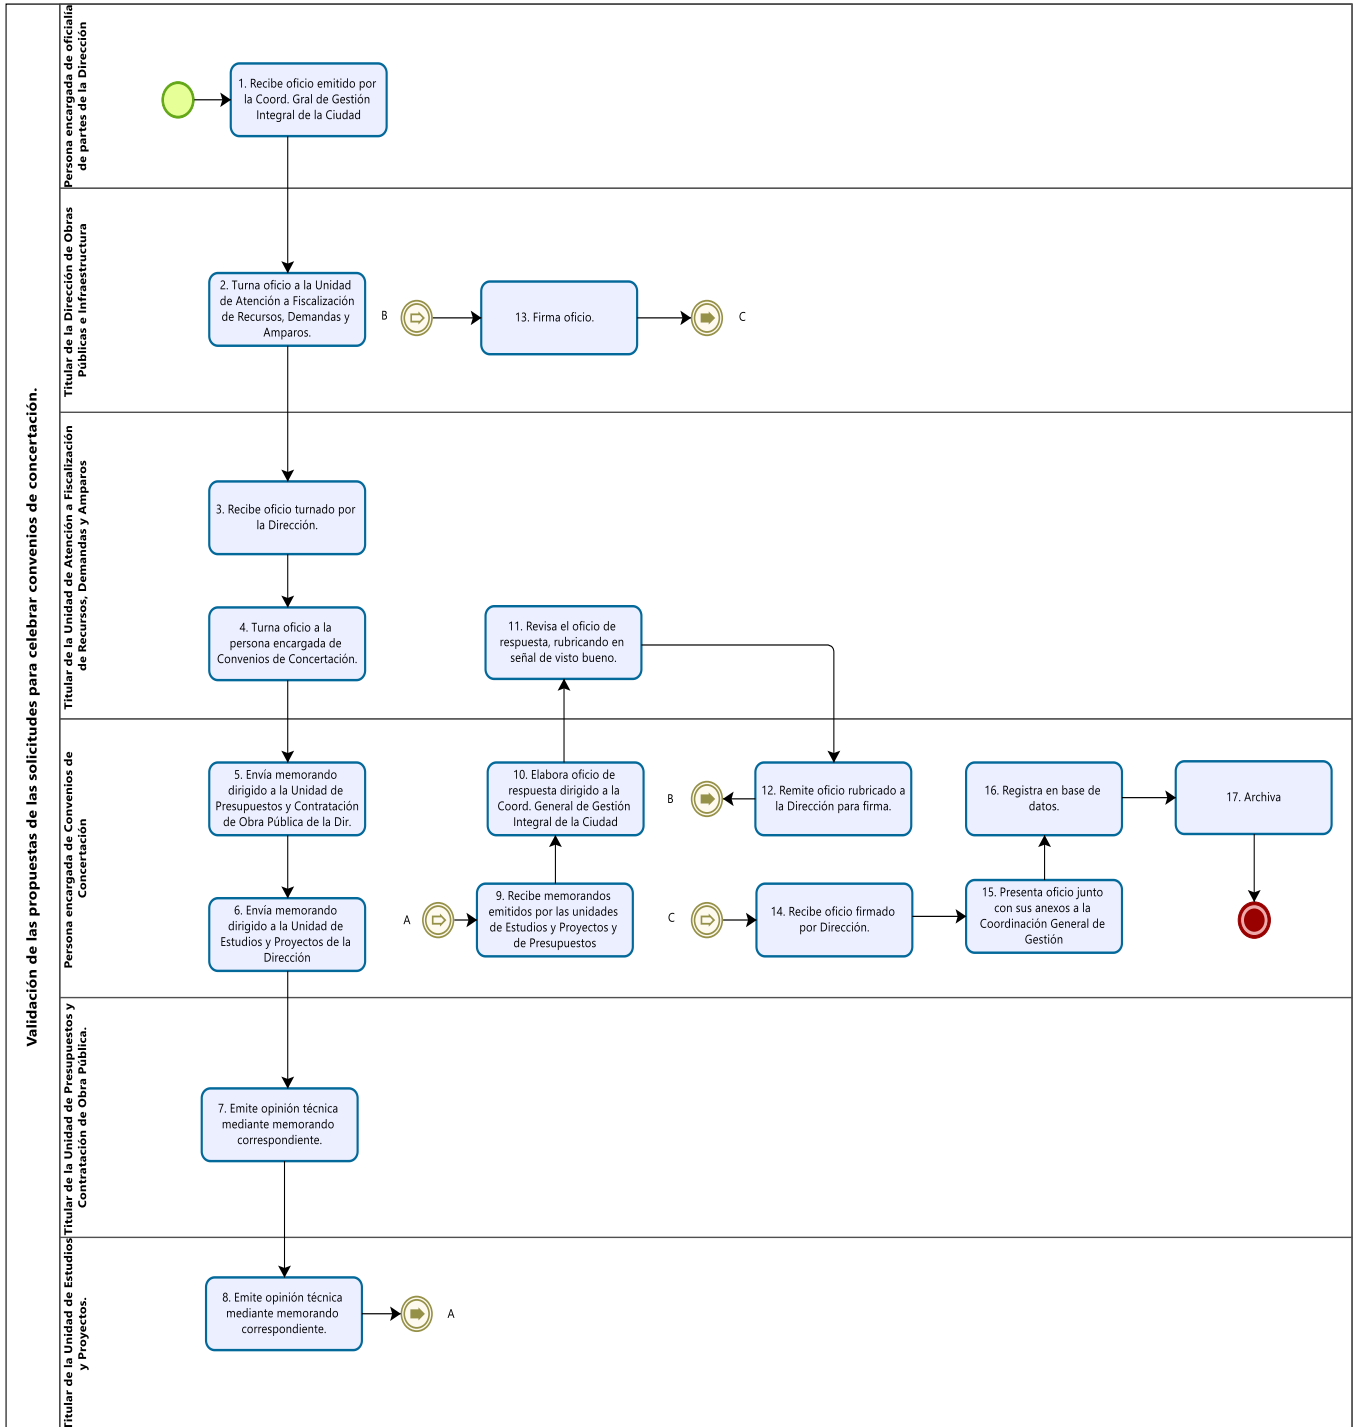 Validación de las propuestas de las solicitudes para celebrar convenios de concertación.
Persona encargada de oficialía
de partes de la Dirección
1. Recibe oficio emitido por
la Coord. Gral de Gestión
Integral de la Ciudad
Titular de la Dirección de Obras
Públicas e Infraestructura
2. Turna oficio a la Unidad
de Atención a Fiscalización
de Recursos, Demandas y
Amparos.
B
13. Firma oficio.
C
Titular de la Unidad de Atención a Fiscalización
de Recursos, Demandas y Amparos
3. Recibe oficio turnado por
la Dirección.
4. Turna oficio a la
persona encargada de
Convenios de Concertación.
11. Revisa el oficio de
respuesta, rubricando en
señal de visto bueno.
Persona encargada de Convenios de
Concertación
5. Envía memorando
dirigido a la Unidad de
Presupuestos y Contratación
de Obra Pública de la Dir.
10. Elabora oficio de
respuesta dirigido a la
Coord. General de Gestión
Integral de la Ciudad
B
12. Remite oficio rubricado a
la Dirección para firma.
16. Registra en base de
datos.
17. Archiva
6. Envía memorando
dirigido a la Unidad de
Estudios y Proyectos de la
Dirección
A
9. Recibe memorandos
emitidos por las unidades
de Estudios y Proyectos y
de Presupuestos
C
14. Recibe oficio firmado
por Dirección.
15. Presenta oficio junto
con sus anexos a la
Coordinación General de
Gestión
Titular de la Unidad de Presupuestos y
Contratación de Obra Pública.
7. Emite opinión técnica
mediante memorando
correspondiente.
Titular de la Unidad de Estudios
y Proyectos.
8. Emite opinión técnica
mediante memorando
correspondiente.
A